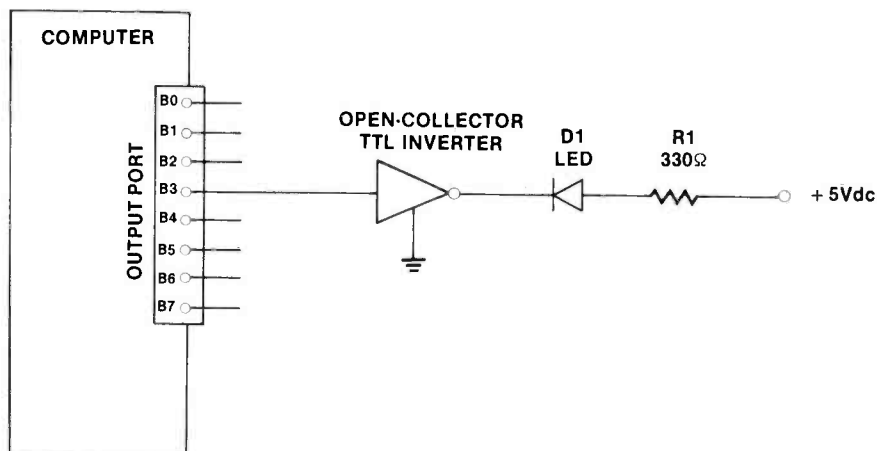 COMPUTER
OUTPUT PORT
B0
B1
B2
B3
B4
B5
B6
B7
OPEN-COLLECTOR
TTL INVERTER
D1
LED
R1
330Ω
+ 5Vdc